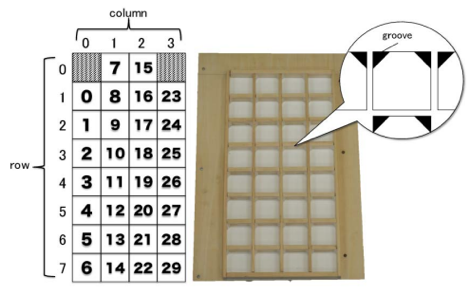 column
0 1 2 3
0 7 15
1 0 8 16 23
2 1 9 17 24
row 3 2 10 18 25
4 3 11 19 26
5 4 12 20 27
6 5 13 21 28
7 6 14 22 29
groove